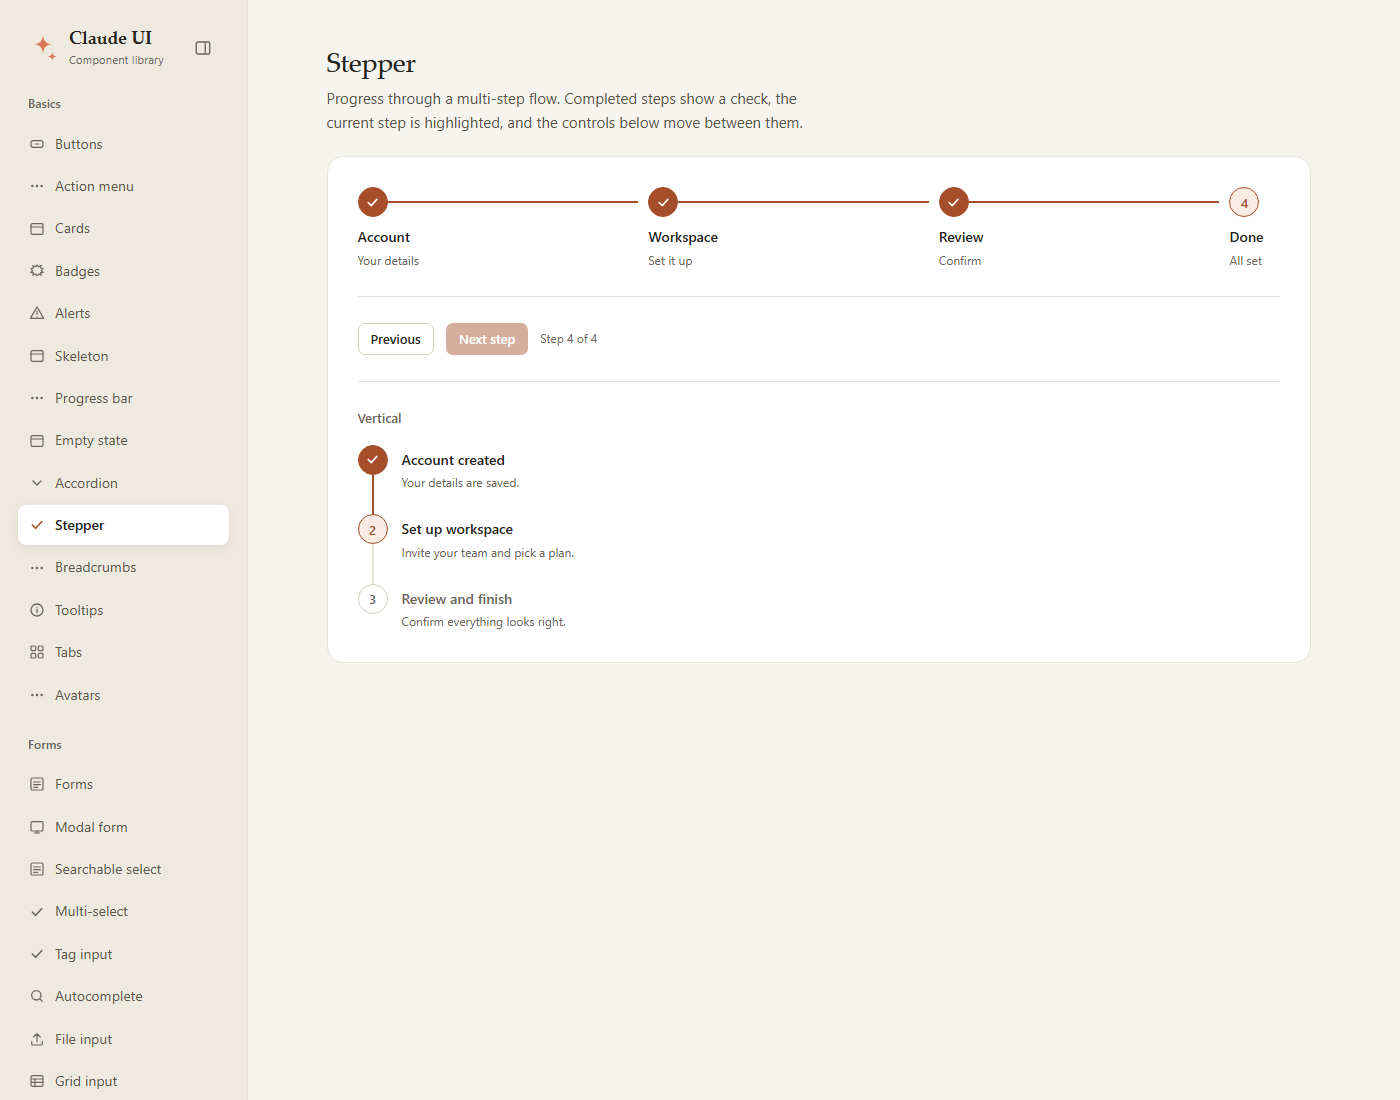 Claude UI
Component library
Basics
Buttons
Action menu
Cards
Badges
Alerts
Skeleton
Progress bar
Empty state
Accordion
Stepper
Breadcrumbs
Tooltips
Tabs
Avatars
Forms
Forms
Modal form
Searchable select
Multi-select
Tag input
Autocomplete
File input
Grid input
Stepper
Progress through a multi-step flow. Completed steps show a check, the
current step is highlighted, and the controls below move between them.
4
Account Workspace Review Done
Your details Set it up Confirm All set
Previous Next step Step 4 of 4
Vertical
Account created
Your details are saved.
2 Set up workspace
Invite your team and pick a plan.
3 Review and finish
Confirm everything looks right.